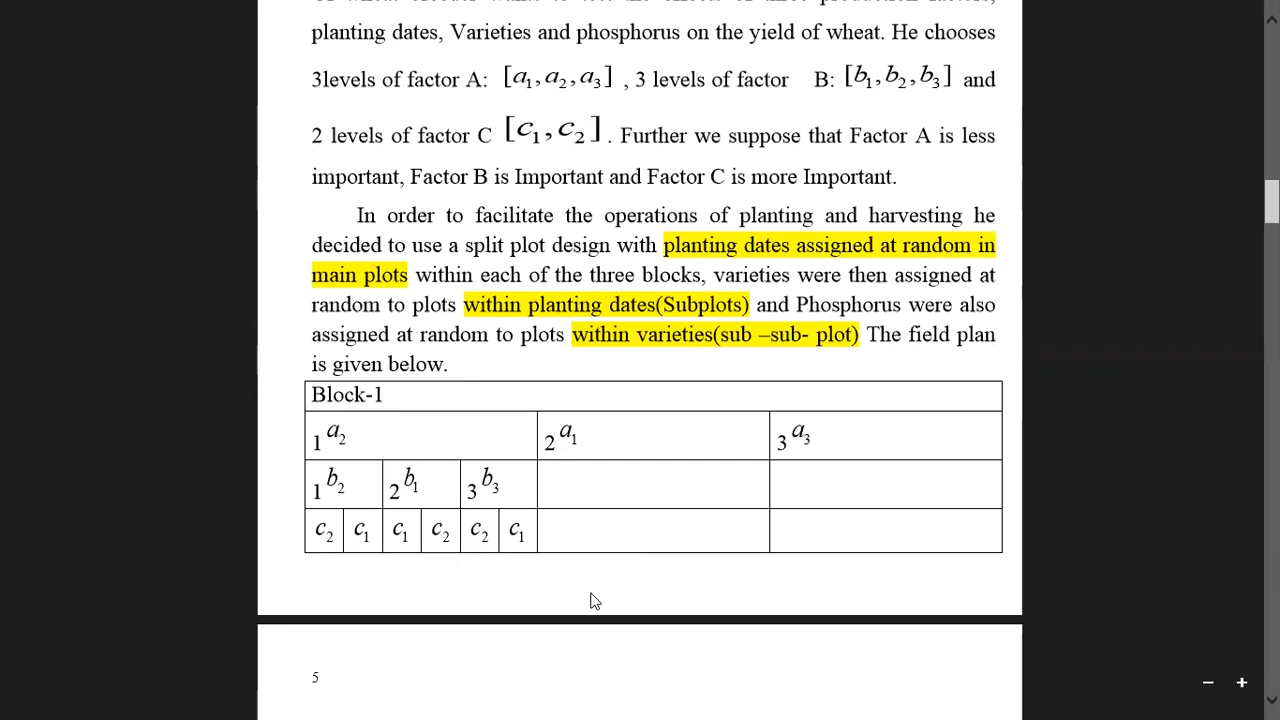 planting dates, Varieties and phosphorus on the yield of wheat. He chooses
3levels of factor A: [a₁, a₂, a₃] , 3 levels of factor B: [b₁, b₂, b₃] and
2 levels of factor C [c₁, c₂] . Further we suppose that Factor A is less
important, Factor B is Important and Factor C is more Important.
In order to facilitate the operations of planting and harvesting he
decided to use a split plot design with planting dates assigned at random in
main plots within each of the three blocks, varieties were then assigned at
random to plots within planting dates(Subplots) and Phosphorus were also
assigned at random to plots within varieties(sub –sub- plot) The field plan
is given below.
Block-1
1 a₂ 2 a₁ 3 a₃
1 b₂ 2 b₁ 3 b₃
c₂ c₁ c₁ c₂ c₂ c₁
5